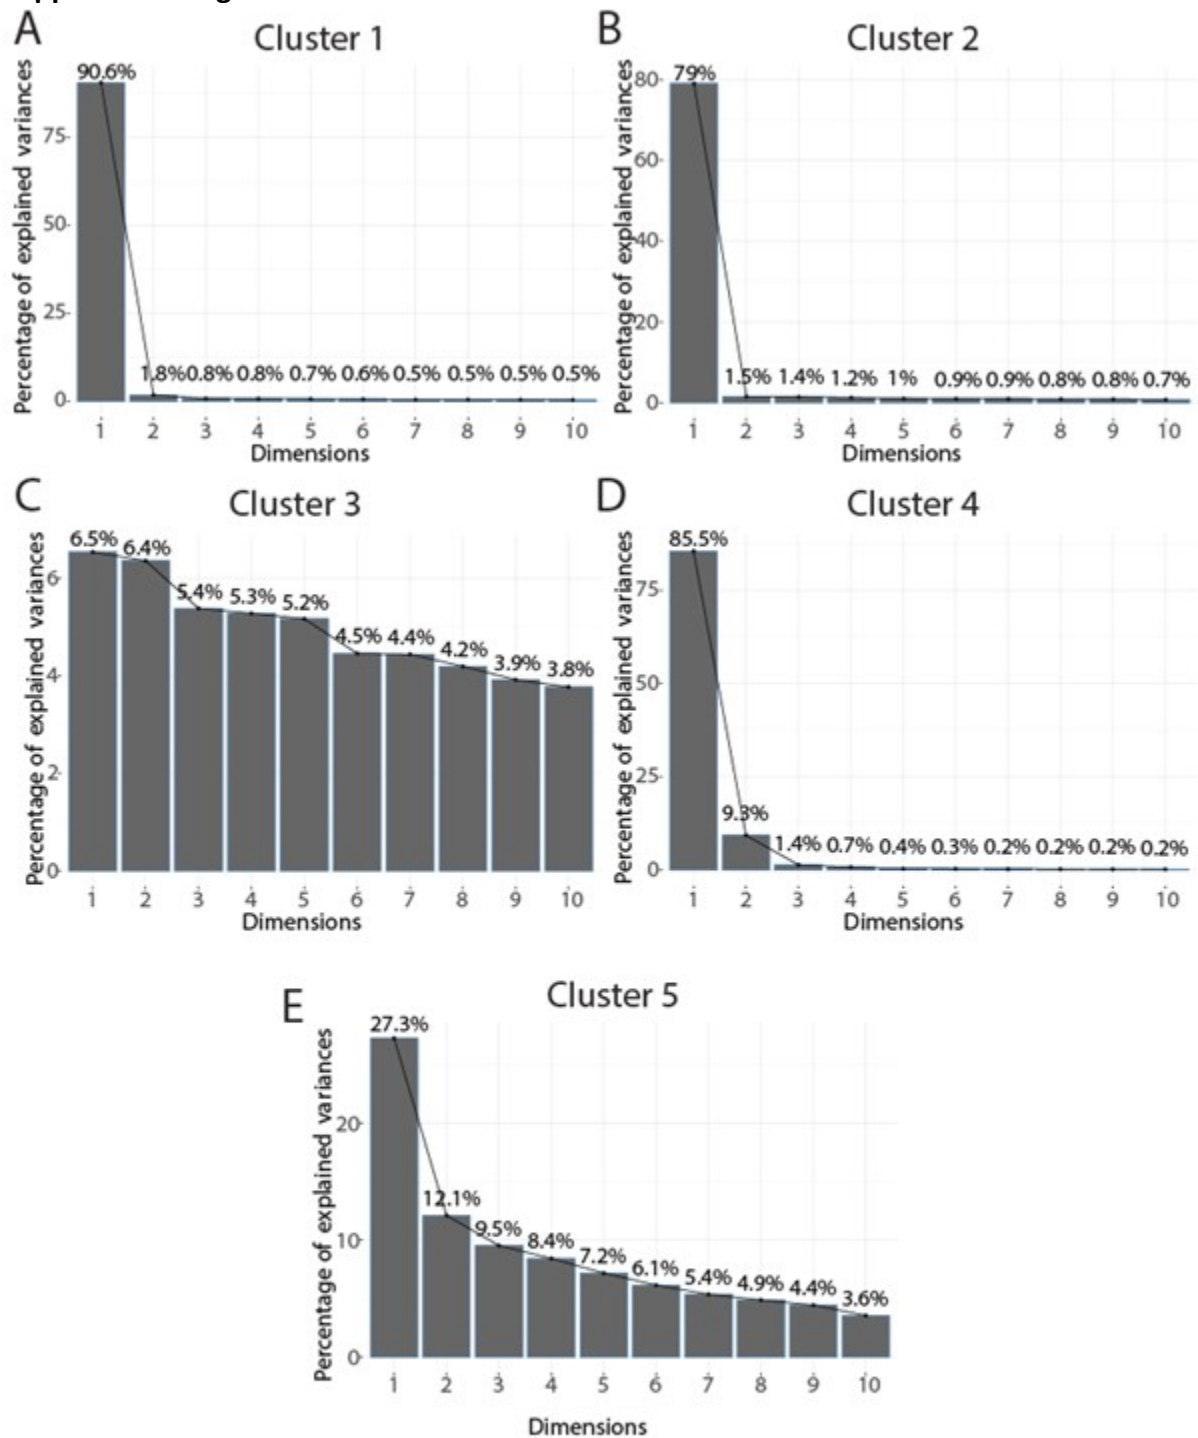 A
Cluster 1
Percentage of explained variances
90.6%
1.8% 0.8% 0.8% 0.7% 0.6% 0.5% 0.5% 0.5% 0.5%
75
50
25
0
1 2 3 4 5 6 7 8 9 10
Dimensions
B
Cluster 2
Percentage of explained variances
79%
1.5% 1.4% 1.2% 1% 0.9% 0.9% 0.8% 0.8% 0.7%
80
60
40
20
0
1 2 3 4 5 6 7 8 9 10
Dimensions
C
Cluster 3
Percentage of explained variances
6.5% 6.4% 5.4% 5.3% 5.2% 4.5% 4.4% 4.2% 3.9% 3.8%
6
4
2
0
1 2 3 4 5 6 7 8 9 10
Dimensions
D
Cluster 4
Percentage of explained variances
85.5%
9.3%
1.4% 0.7% 0.4% 0.3% 0.2% 0.2% 0.2% 0.2%
75
50
25
0
1 2 3 4 5 6 7 8 9 10
Dimensions
E
Cluster 5
Percentage of explained variances
27.3%
12.1% 9.5% 8.4% 7.2% 6.1% 5.4% 4.9% 4.4% 3.6%
20
10
0
1 2 3 4 5 6 7 8 9 10
Dimensions